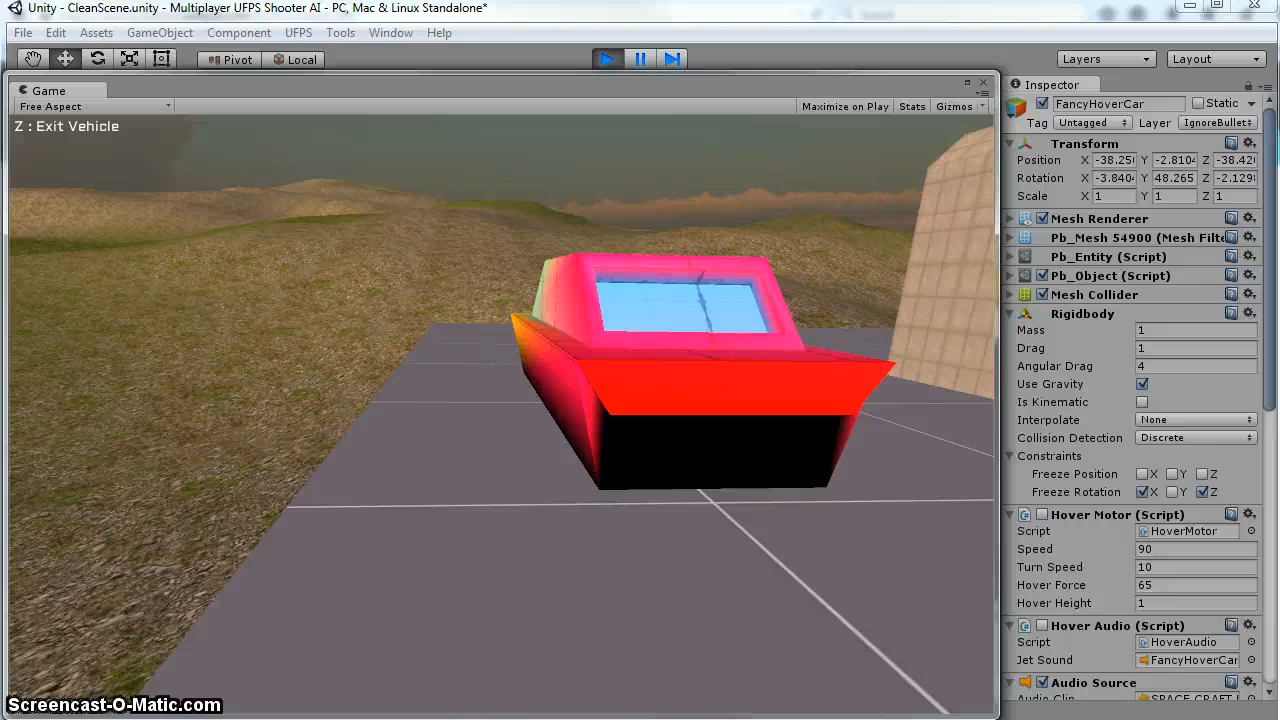 Unity - CleanScene.unity - Multiplayer UFPS Shooter AI - PC, Mac & Linux Standalone*
File Edit Assets GameObject Component UFPS Tools Window Help
Pivot Local Layers Layout
Game
Free Aspect Maximize on Play Stats Gizmos
Z : Exit Vehicle
Inspector
FancyHoverCar Static
Tag Untagged Layer IgnoreBullet
Transform
Position X -38.25 Y -2.810 Z -38.42
Rotation X -3.840 Y 48.265 Z -2.129
Scale X 1 Y 1 Z 1
Mesh Renderer
Pb_Mesh 54900 (Mesh Filte
Pb_Entity (Script)
Pb_Object (Script)
Mesh Collider
Rigidbody
Mass 1
Drag 1
Angular Drag 4
Use Gravity
Is Kinematic
Interpolate None
Collision Detection Discrete
Constraints
Freeze Position X Y Z
Freeze Rotation X Y Z
Hover Motor (Script)
Script HoverMotor
Speed 90
Turn Speed 10
Hover Force 65
Hover Height 1
Hover Audio (Script)
Script HoverAudio
Jet Sound FancyHoverCar
Audio Source
Audio Clip SPACE CRAFT
Screencast-O-Matic.com